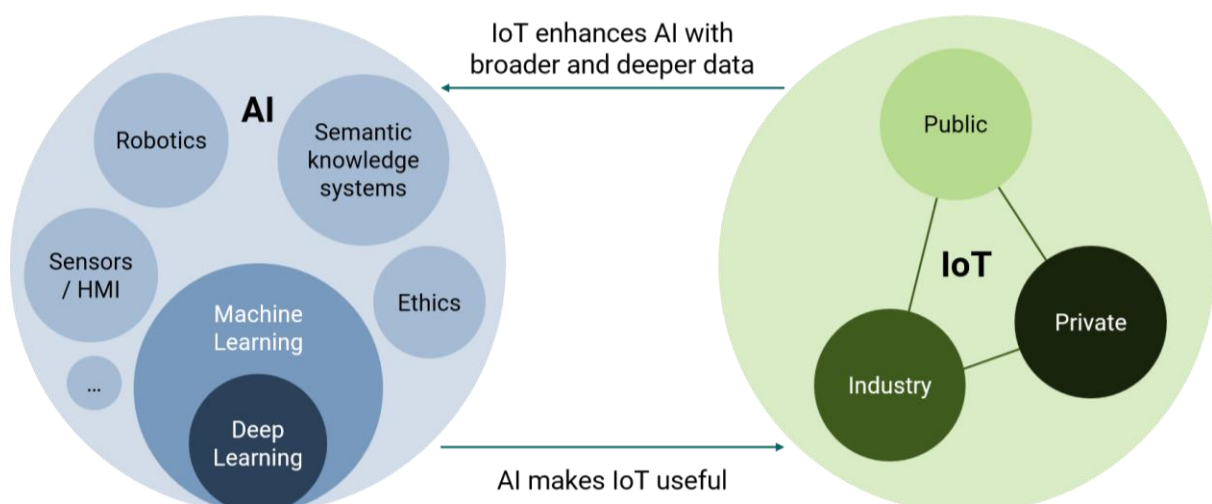 IoT enhances AI with
broader and deeper data
AI
Robotics
Semantic
knowledge
systems
Sensors
/ HMI
Ethics
Machine
Learning
...
Deep
Learning
Public
IoT
Private
Industry
AI makes IoT useful